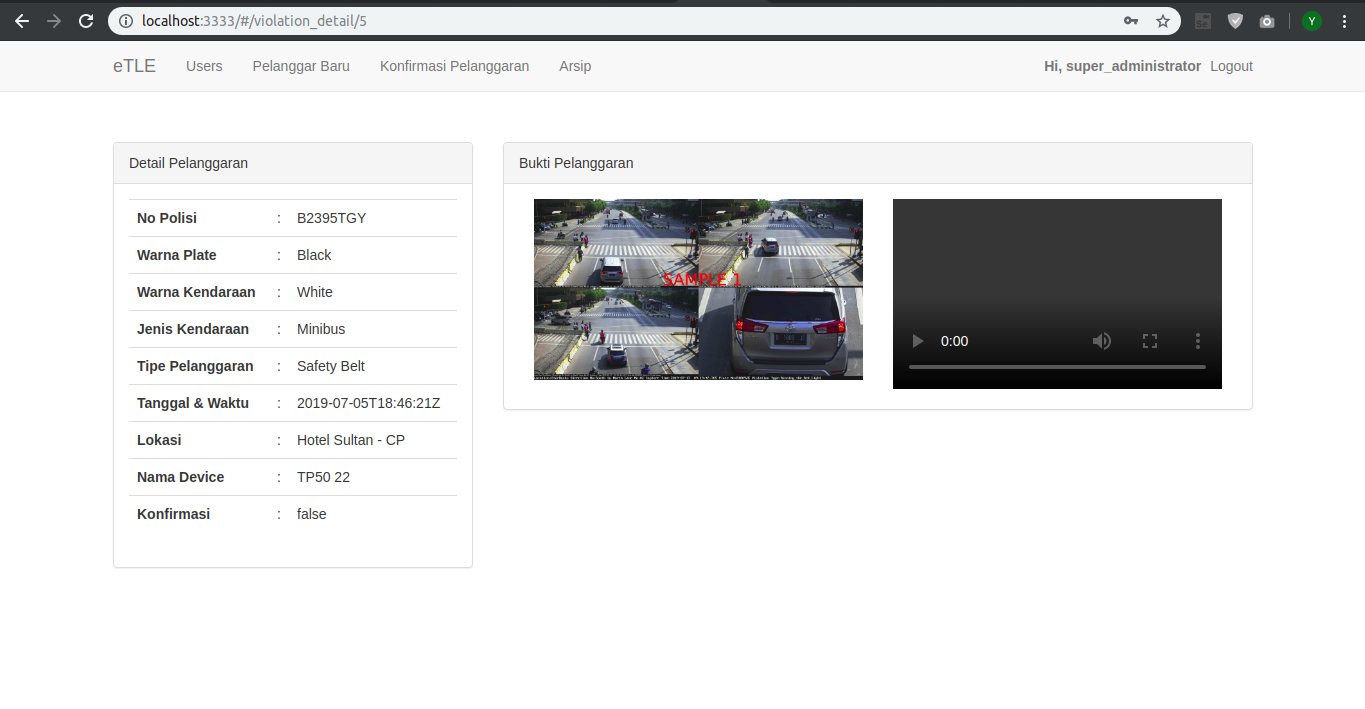 localhost:3333/#/violation_detail/5
Y
eTLE Users Pelanggar Baru Konfirmasi Pelanggaran Arsip Hi, super_administrator Logout
Detail Pelanggaran
No Polisi : B2395TGY
Warna Plate : Black
Warna Kendaraan : White
Jenis Kendaraan : Minibus
Tipe Pelanggaran : Safety Belt
Tanggal & Waktu : 2019-07-05T18:46:21Z
Lokasi : Hotel Sultan - CP
Nama Device : TP50 22
Konfirmasi : false
Bukti Pelanggaran
SAMPLE 1
0:00